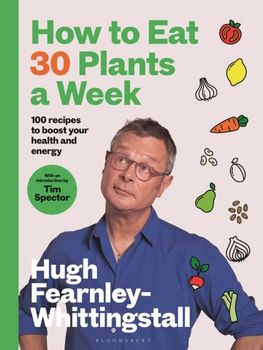 How to Eat
30 Plants
a Week
100 recipes
to boost your
health and
energy
With an
introduction by
Tim
Spector
Hugh
Fearnley-
Whittingstall
BLOOMSBURY